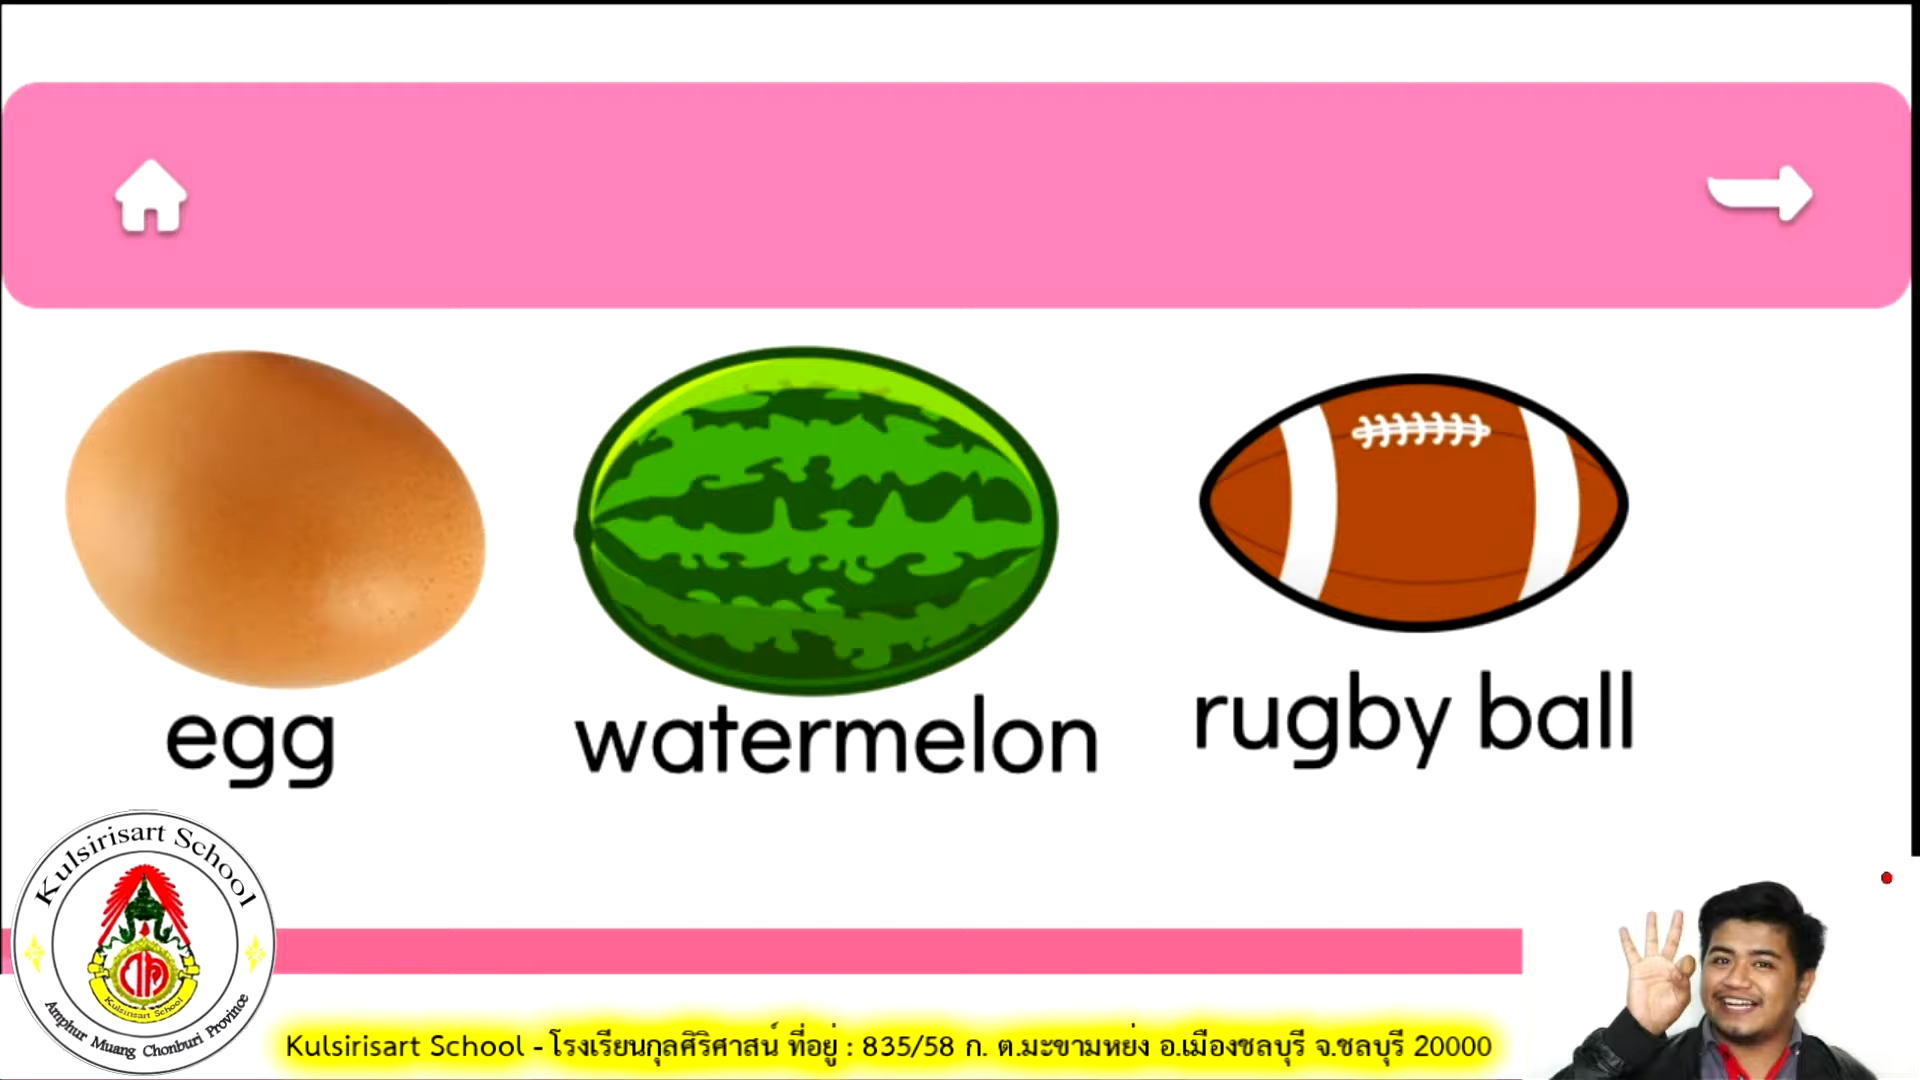 egg
watermelon
rugby ball
Kulsirisart School
Kulsirisart School
Amphur Muang Chonburi Province
Kulsirisart School - โรงเรียนกุลศิริศาสน์ ที่อยู่ : 835/58 ก. ต.มะขามหย่ง อ.เมืองชลบุรี จ.ชลบุรี 20000